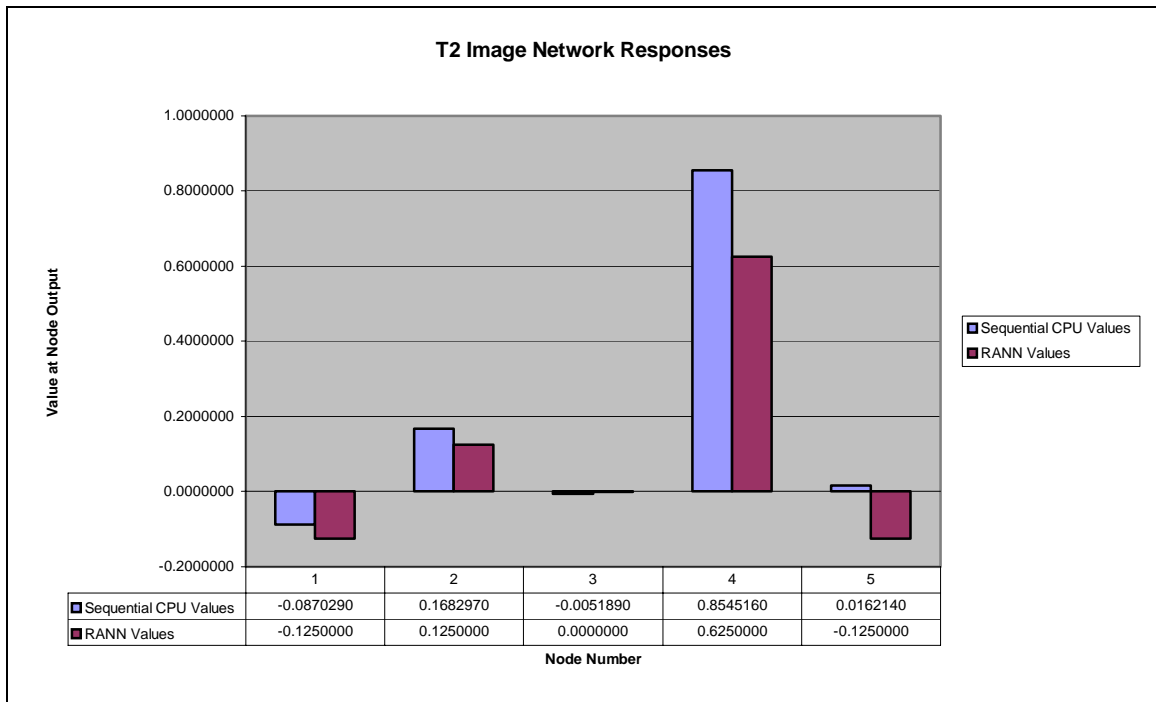 T2 Image Network Responses
1.0000000
0.8000000
0.6000000
0.4000000
0.2000000
0.0000000
-0.2000000
Value at Node Output
Sequential CPU Values
RANN Values
1 2 3 4 5
Sequential CPU Values -0.0870290 0.1682970 -0.0051890 0.8545160 0.0162140
RANN Values -0.1250000 0.1250000 0.0000000 0.6250000 -0.1250000
Node Number